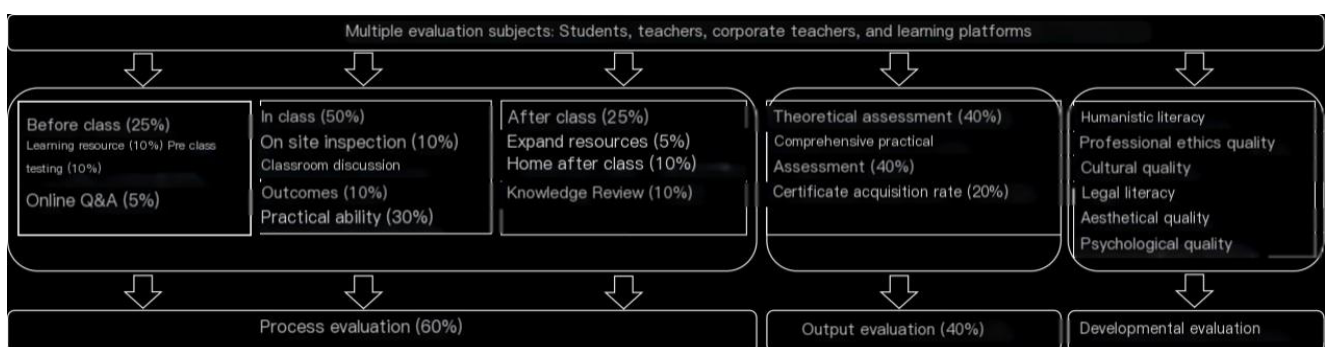 Multiple evaluation subjects: Students, teachers, corporate teachers, and learning platforms
Before class (25%)
Learning resource (10%) Pre class
testing (10%)
Online Q&A (5%)
In class (50%)
On site inspection (10%)
Classroom discussion
Outcomes (10%)
Practical ability (30%)
After class (25%)
Expand resources (5%)
Home after class (10%)
Knowledge Review (10%)
Theoretical assessment (40%)
Comprehensive practical
Assessment (40%)
Certificate acquisition rate (20%)
Humanistic literacy
Professional ethics quality
Cultural quality
Legal literacy
Aesthetical quality
Psychological quality
Process evaluation (60%)
Output evaluation (40%)
Developmental evaluation